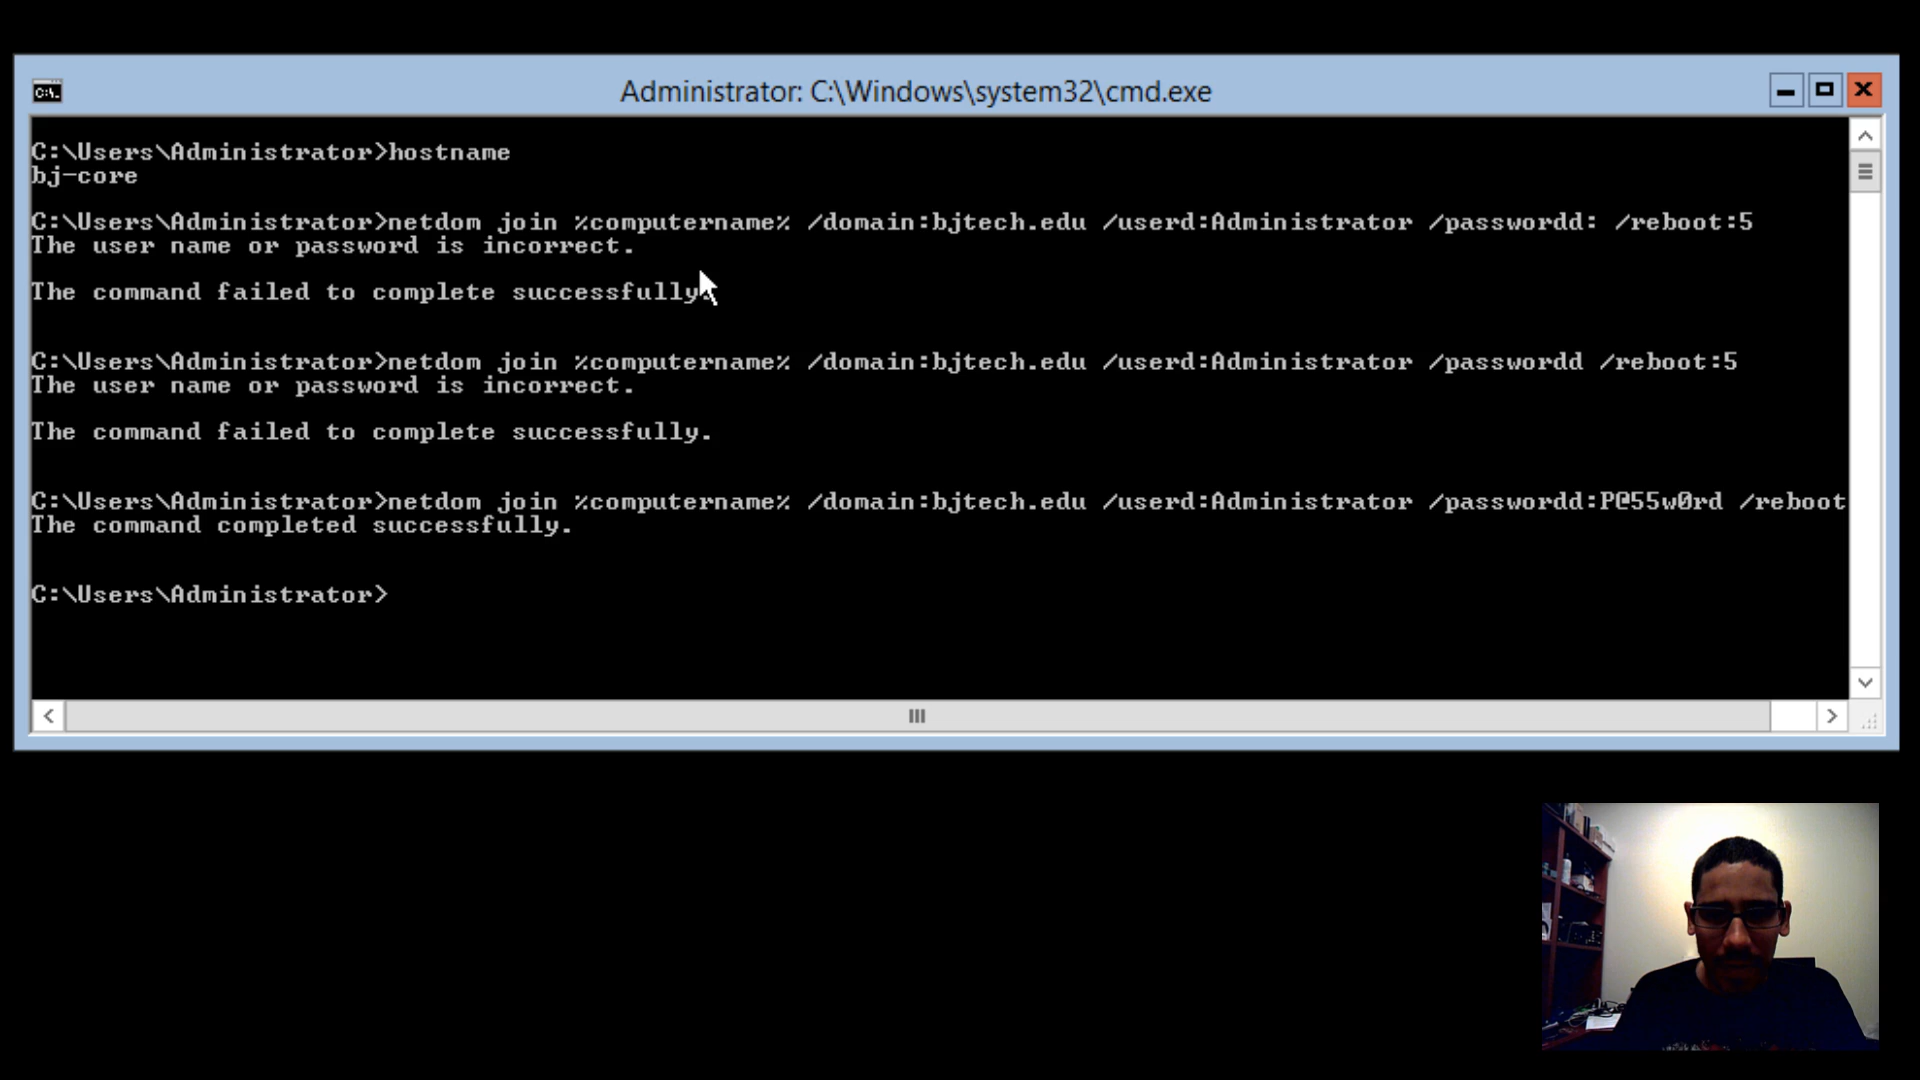 Administrator: C:\Windows\system32\cmd.exe
C:\Users\Administrator>hostname
bj-core
C:\Users\Administrator>netdom join %computername% /domain:bjtech.edu /userd:Administrator /passwordd: /reboot:5
The user name or password is incorrect.
The command failed to complete successfully.
C:\Users\Administrator>netdom join %computername% /domain:bjtech.edu /userd:Administrator /passwordd /reboot:5
The user name or password is incorrect.
The command failed to complete successfully.
C:\Users\Administrator>netdom join %computername% /domain:bjtech.edu /userd:Administrator /passwordd:P@55w0rd /reboot
The command completed successfully.
C:\Users\Administrator>